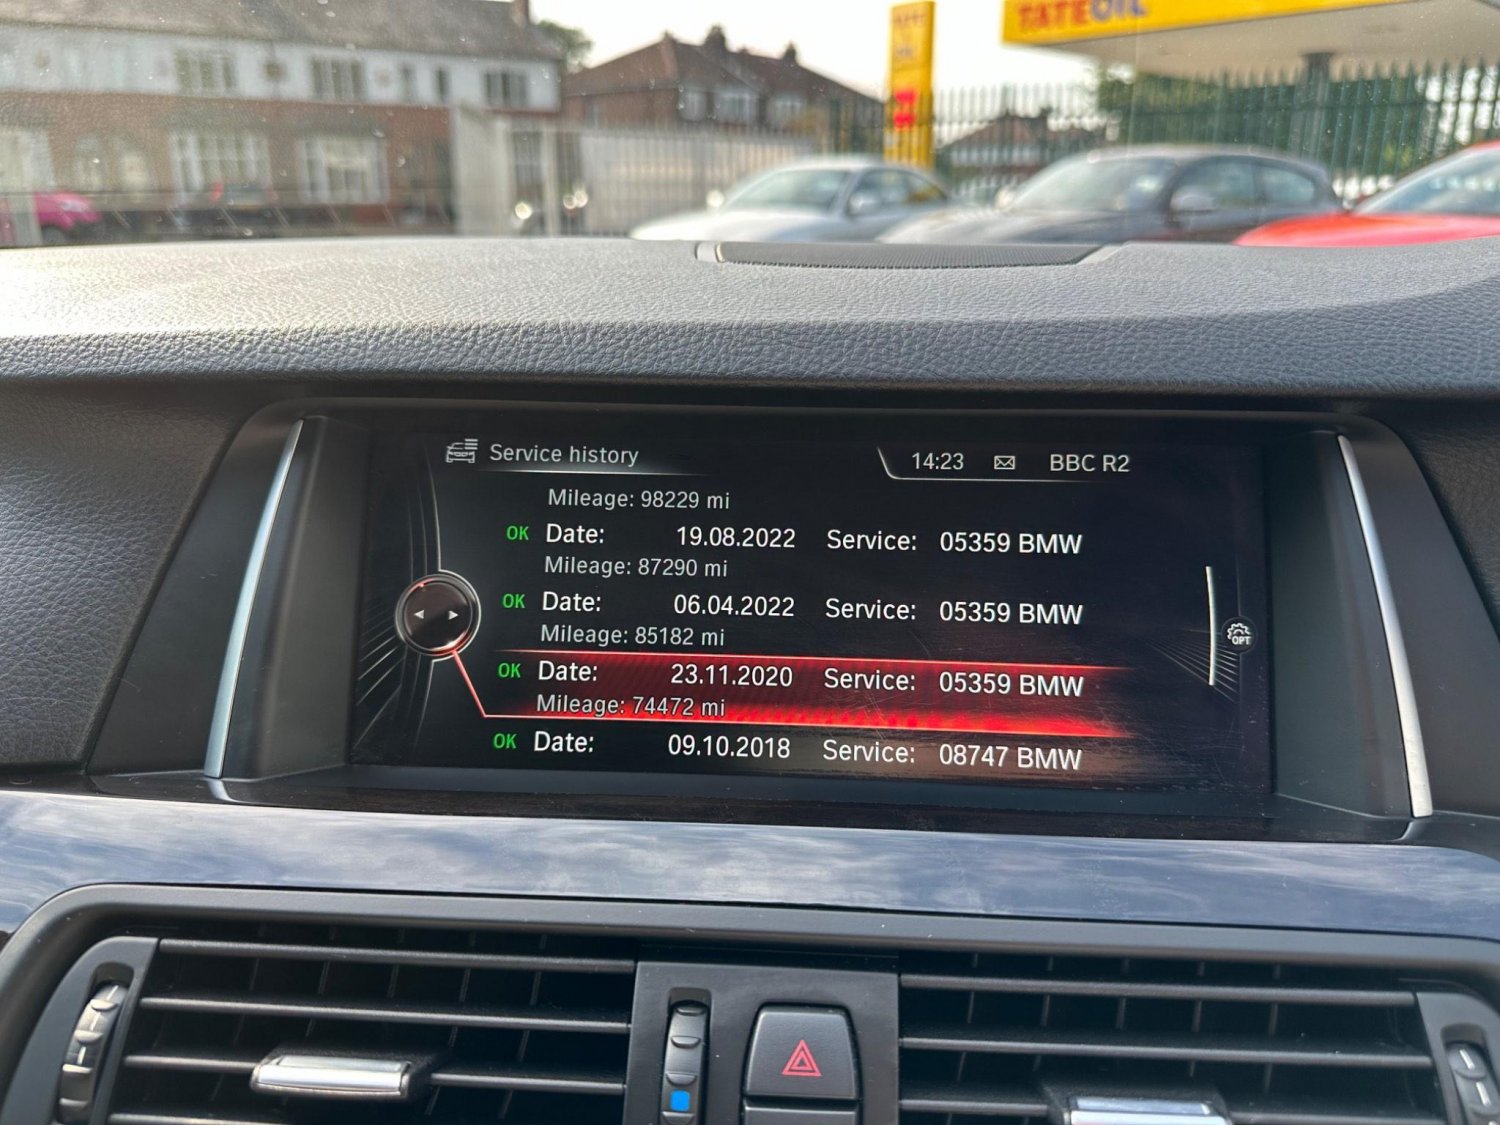 TATEOIL
Service history
14:23 BBC R2
Mileage: 98229 mi
OK Date: 19.08.2022 Service: 05359 BMW
Mileage: 87290 mi
OK Date: 06.04.2022 Service: 05359 BMW
Mileage: 85182 mi
OK Date: 23.11.2020 Service: 05359 BMW
Mileage: 74472 mi
OK Date: 09.10.2018 Service: 08747 BMW
OPT